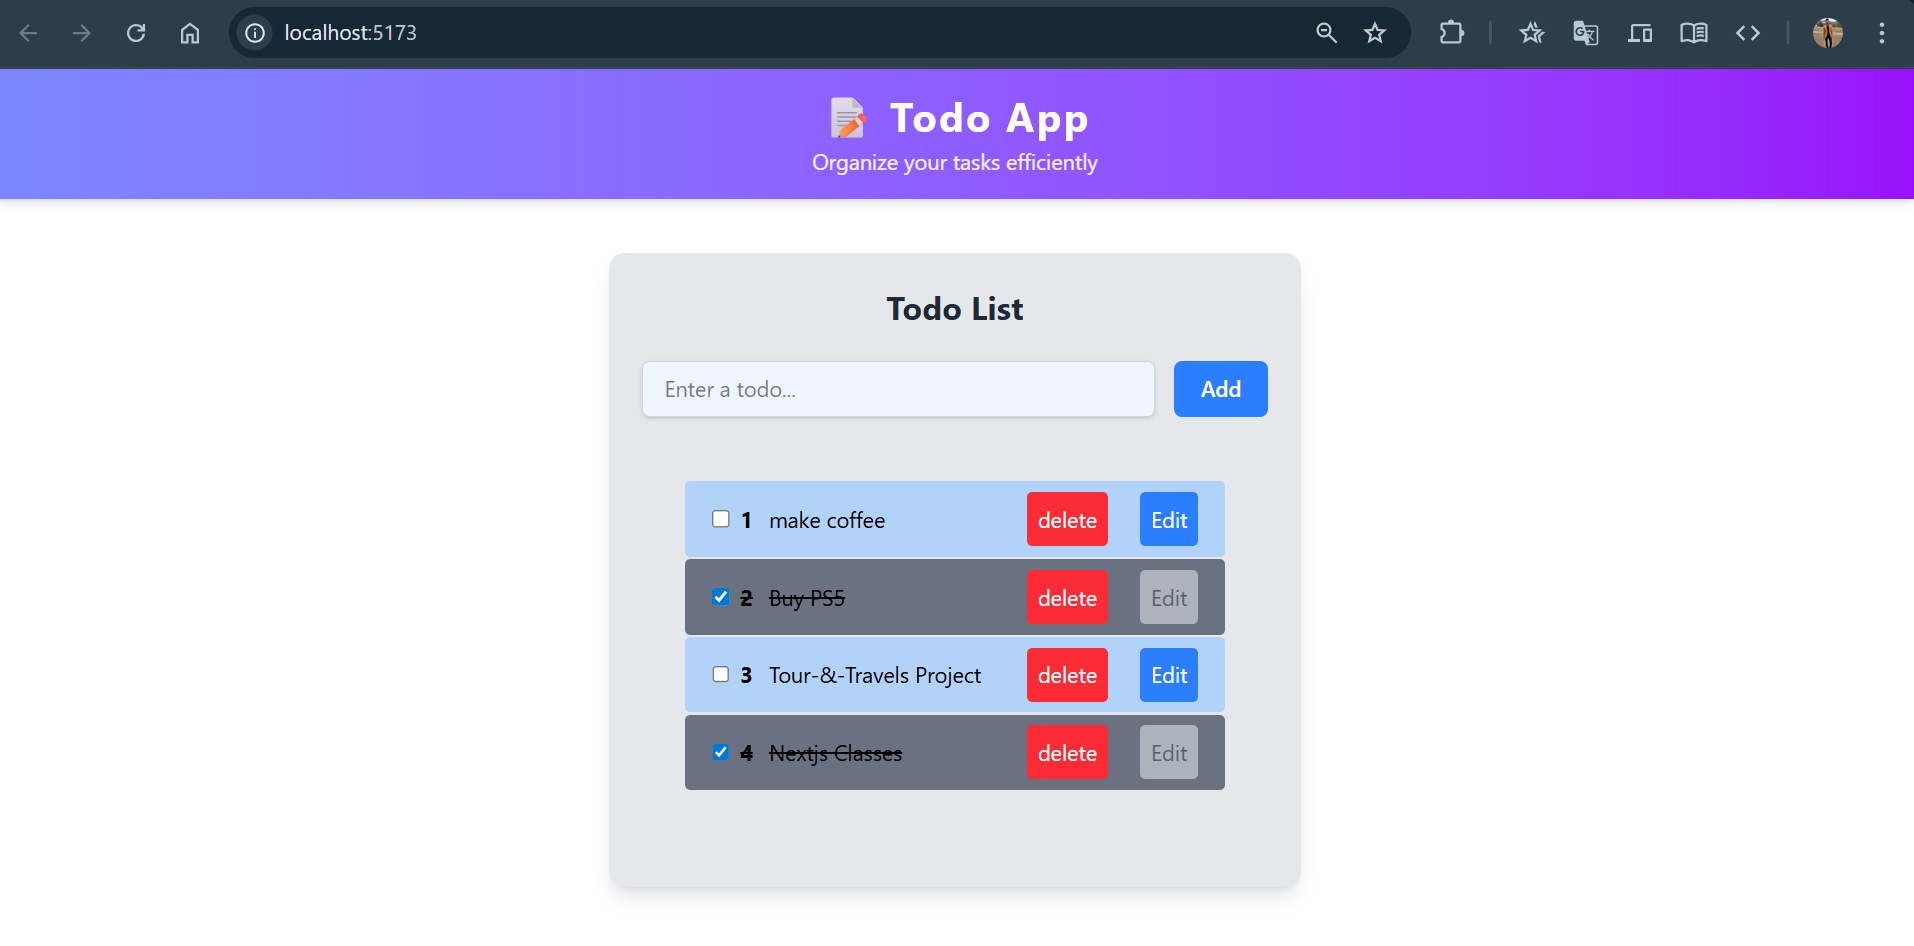 localhost:5173
Todo App
Organize your tasks efficiently
Todo List
Enter a todo... Add
1 make coffee delete Edit
2 Buy PS5 delete Edit
3 Tour-&-Travels Project delete Edit
4 Nextjs Classes delete Edit